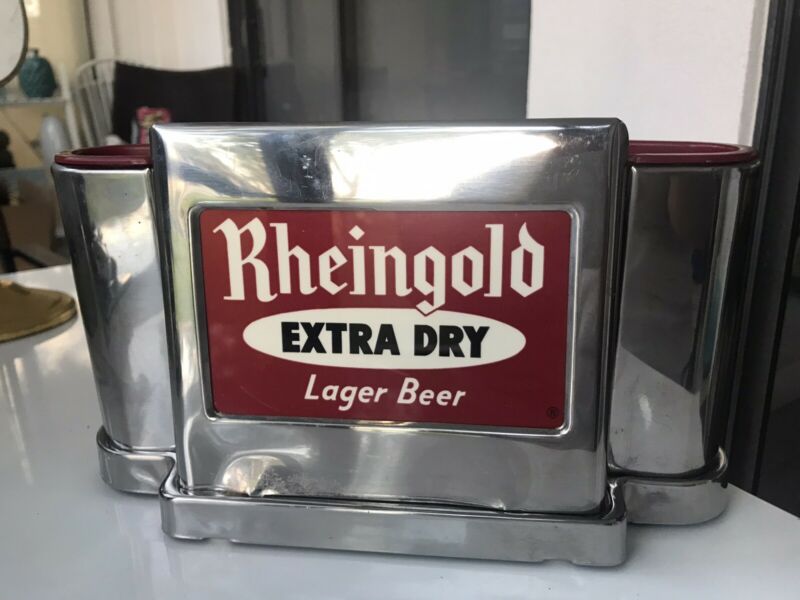 Rheingold
EXTRA DRY
Lager Beer
®